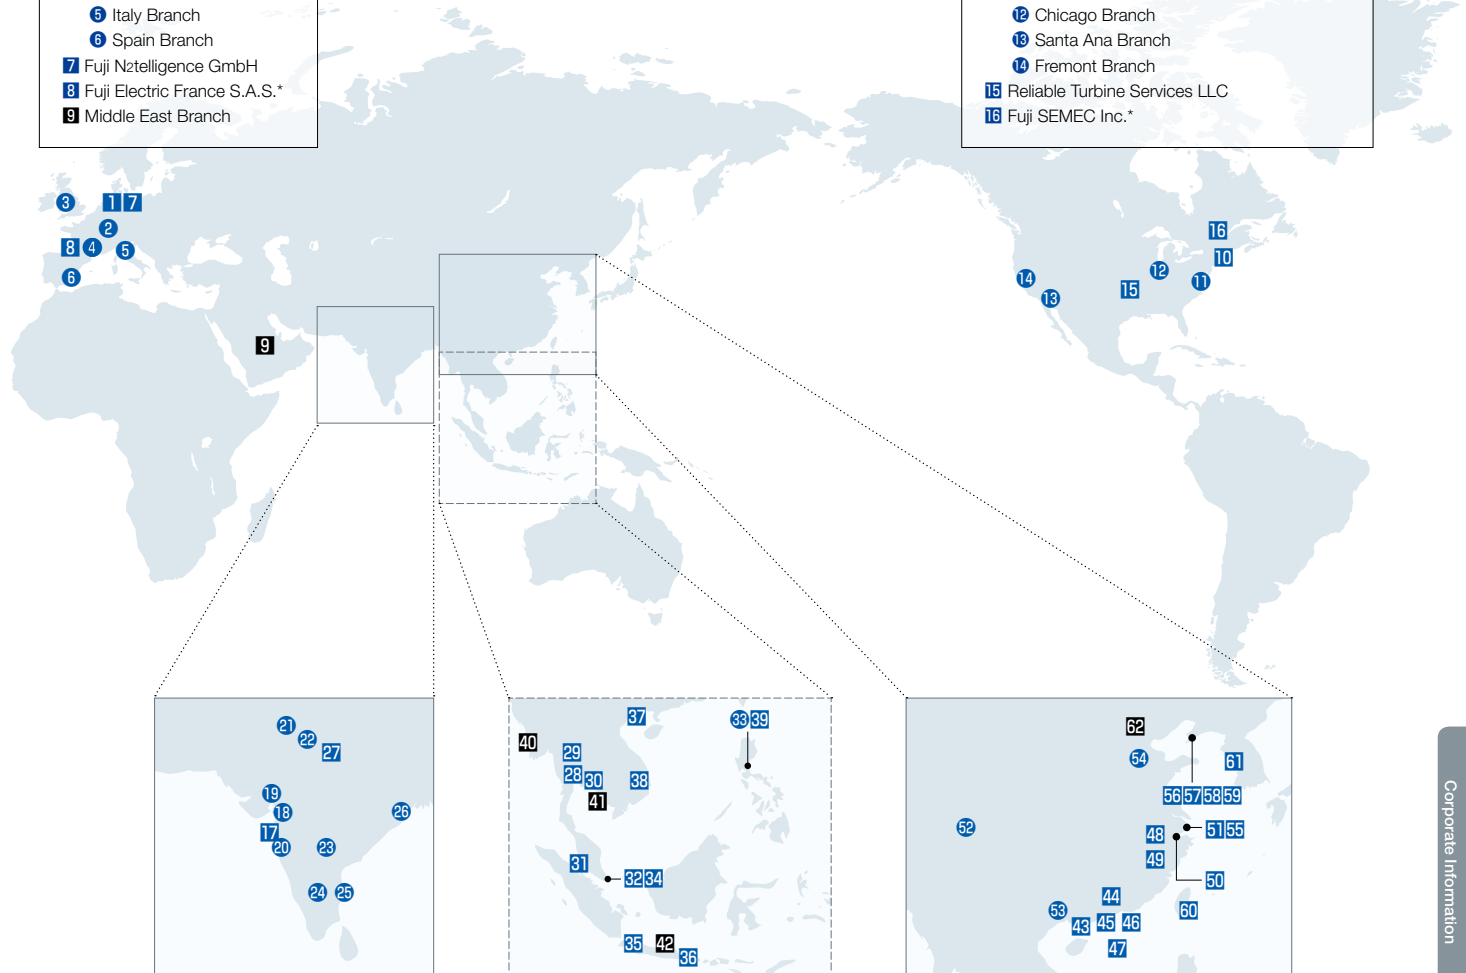 5 Italy Branch
6 Spain Branch
7 Fuji N2telligence GmbH
8 Fuji Electric France S.A.S.*
9 Middle East Branch
12 Chicago Branch
13 Santa Ana Branch
14 Fremont Branch
15 Reliable Turbine Services LLC
16 Fuji SEMEC Inc.*
3 1 7
2
8 4 5
6
9
16
10
12
14 11
15
13
21
22
27
19
18 26
17
20 23
24 25
37 33 39
40
29
28 30 38
41
31
32 34
35 42
36
62
54 61
56 57 58 59
52 48 51 55
49
50
44
53 60
43 45 46
47
Corporate Information